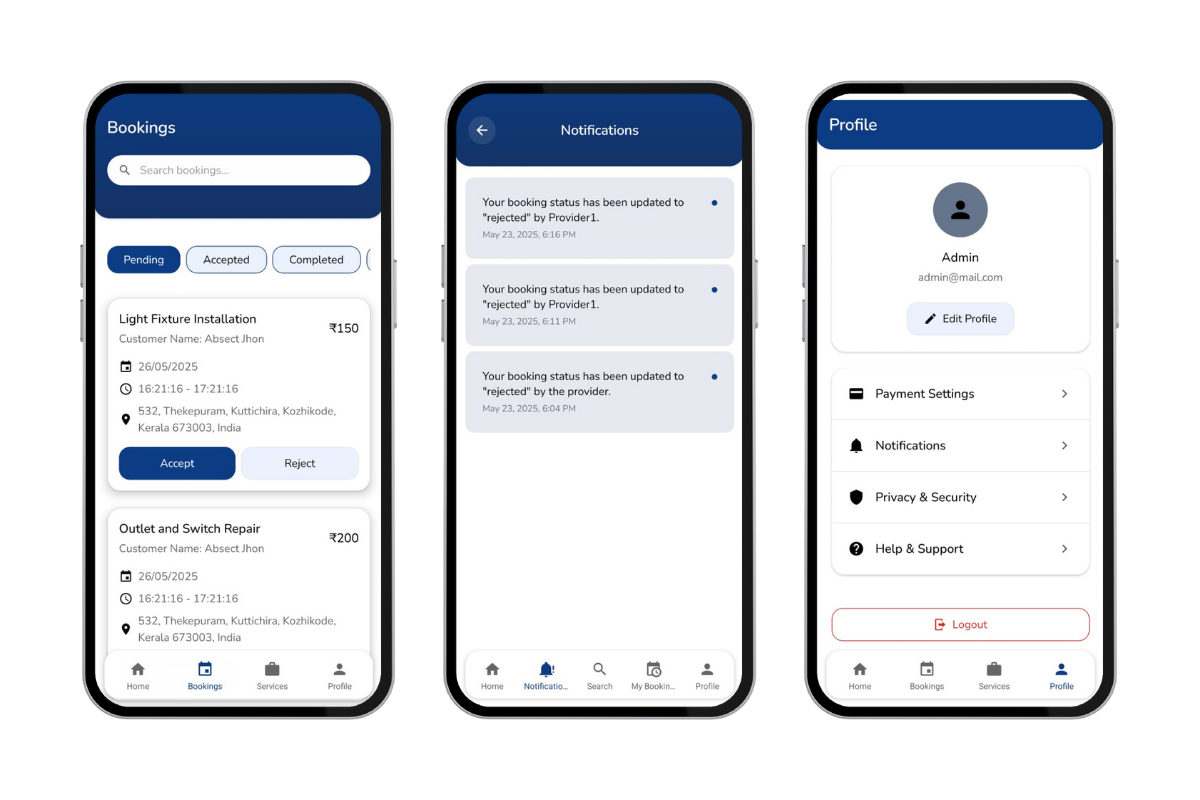 Bookings
Search bookings...
Pending
Accepted
Completed
Light Fixture Installation
₹150
Customer Name: Absect Jhon
26/05/2025
16:21:16 - 17:21:16
532, Thekepuram, Kuttichira, Kozhikode,
Kerala 673003, India
Accept
Reject
Outlet and Switch Repair
₹200
Customer Name: Absect Jhon
26/05/2025
16:21:16 - 17:21:16
532, Thekepuram, Kuttichira, Kozhikode,
Kerala 673003, India
Home
Bookings
Services
Profile
Notifications
Your booking status has been updated to
"rejected" by Provider1.
May 23, 2025, 6:16 PM
Your booking status has been updated to
"rejected" by Provider1.
May 23, 2025, 6:11 PM
Your booking status has been updated to
"rejected" by the provider.
May 23, 2025, 6:04 PM
Home
Notificatio...
Search
My Bookin...
Profile
Profile
Admin
admin@mail.com
Edit Profile
Payment Settings
Notifications
Privacy & Security
Help & Support
Logout
Home
Bookings
Services
Profile